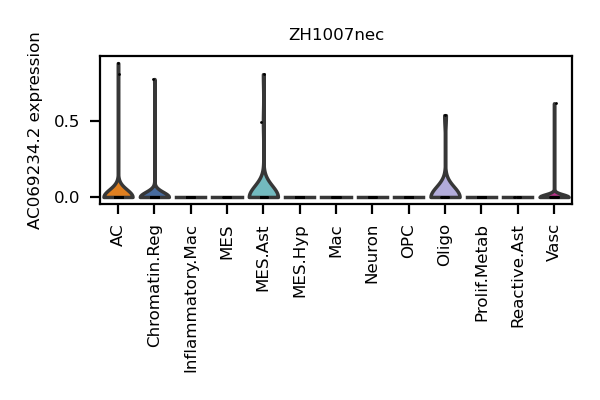 ZH1007nec
AC069234.2 expression
0.5
0.0
AC
Chromatin.Reg
Inflammatory.Mac
MES
MES.Ast
MES.Hyp
Mac
Neuron
OPC
Oligo
Prolif.Metab
Reactive.Ast
Vasc